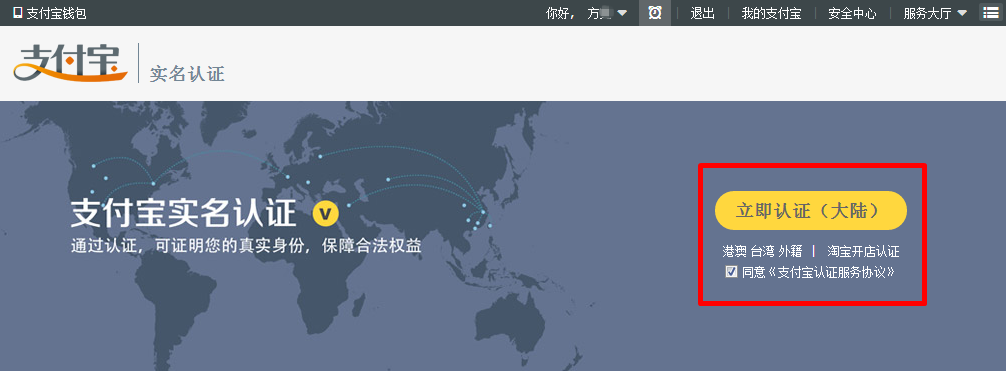 支付宝钱包 你好， 方 退出 我的支付宝 安全中心 服务大厅
支付宝 实名认证
支付宝实名认证 V
立即认证（大陆）
通过认证，可证明您的真实身份，保障合法权益
港澳 台湾 外籍 | 淘宝开店认证
同意《支付宝认证服务协议》